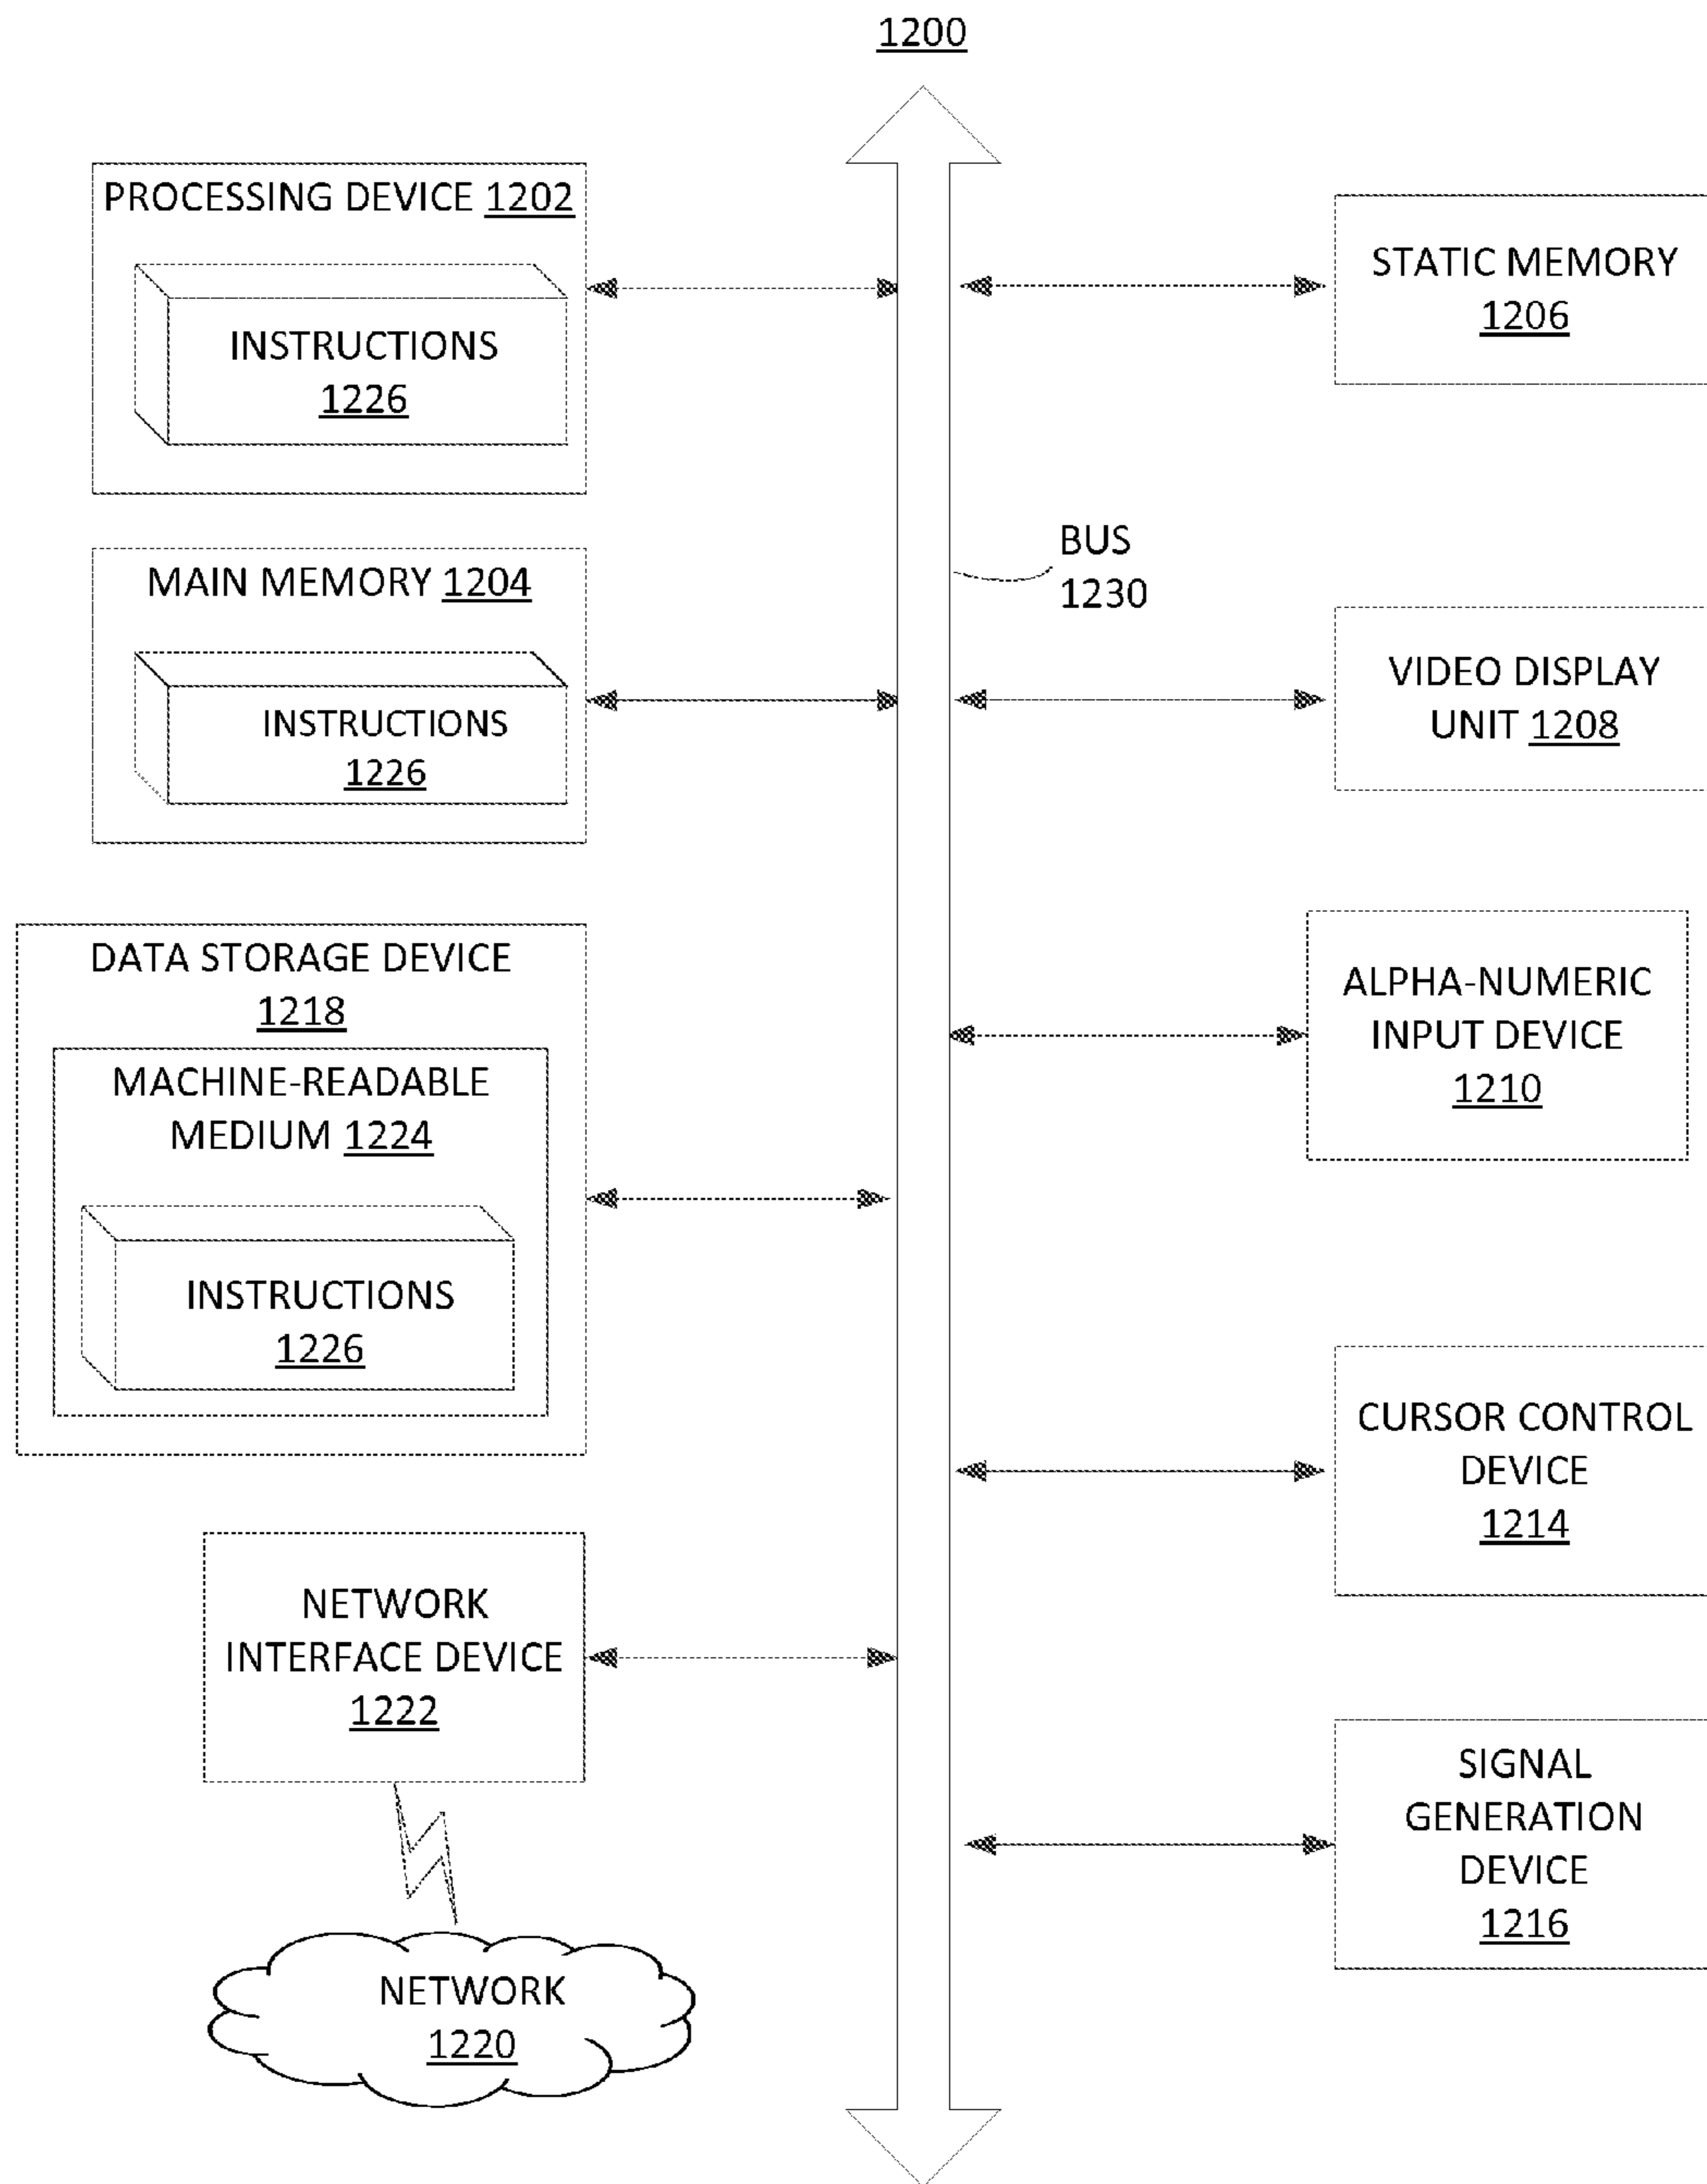 1200
PROCESSING DEVICE 1202
INSTRUCTIONS
1226
MAIN MEMORY 1204
INSTRUCTIONS
1226
DATA STORAGE DEVICE
1218
MACHINE-READABLE
MEDIUM 1224
INSTRUCTIONS
1226
NETWORK
INTERFACE DEVICE
1222
NETWORK
1220
BUS
1230
STATIC MEMORY
1206
VIDEO DISPLAY
UNIT 1208
ALPHA-NUMERIC
INPUT DEVICE
1210
CURSOR CONTROL
DEVICE
1214
SIGNAL
GENERATION
DEVICE
1216